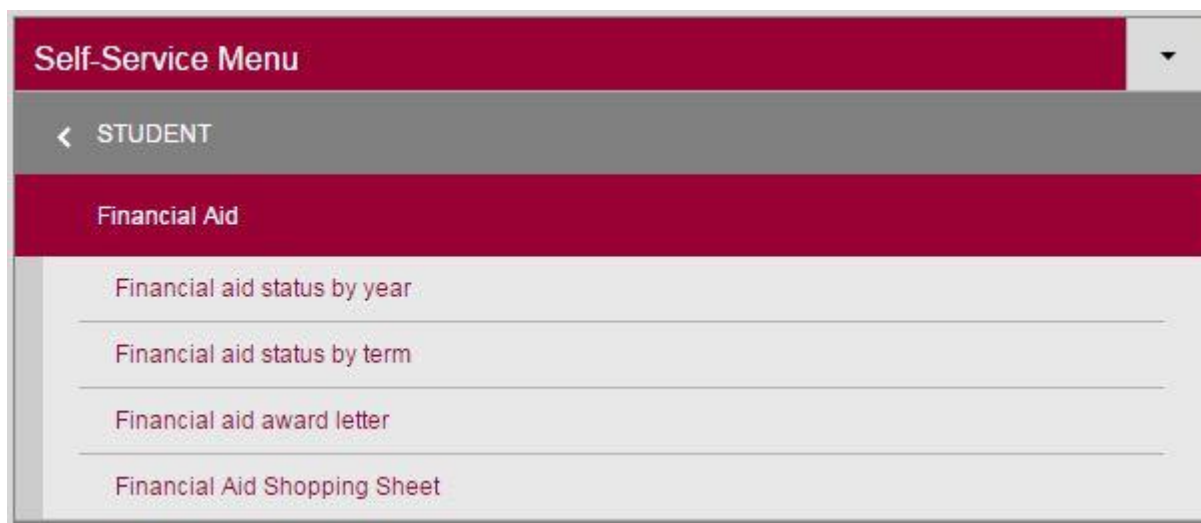 Self-Service Menu
STUDENT
Financial Aid
Financial aid status by year
Financial aid status by term
Financial aid award letter
Financial Aid Shopping Sheet